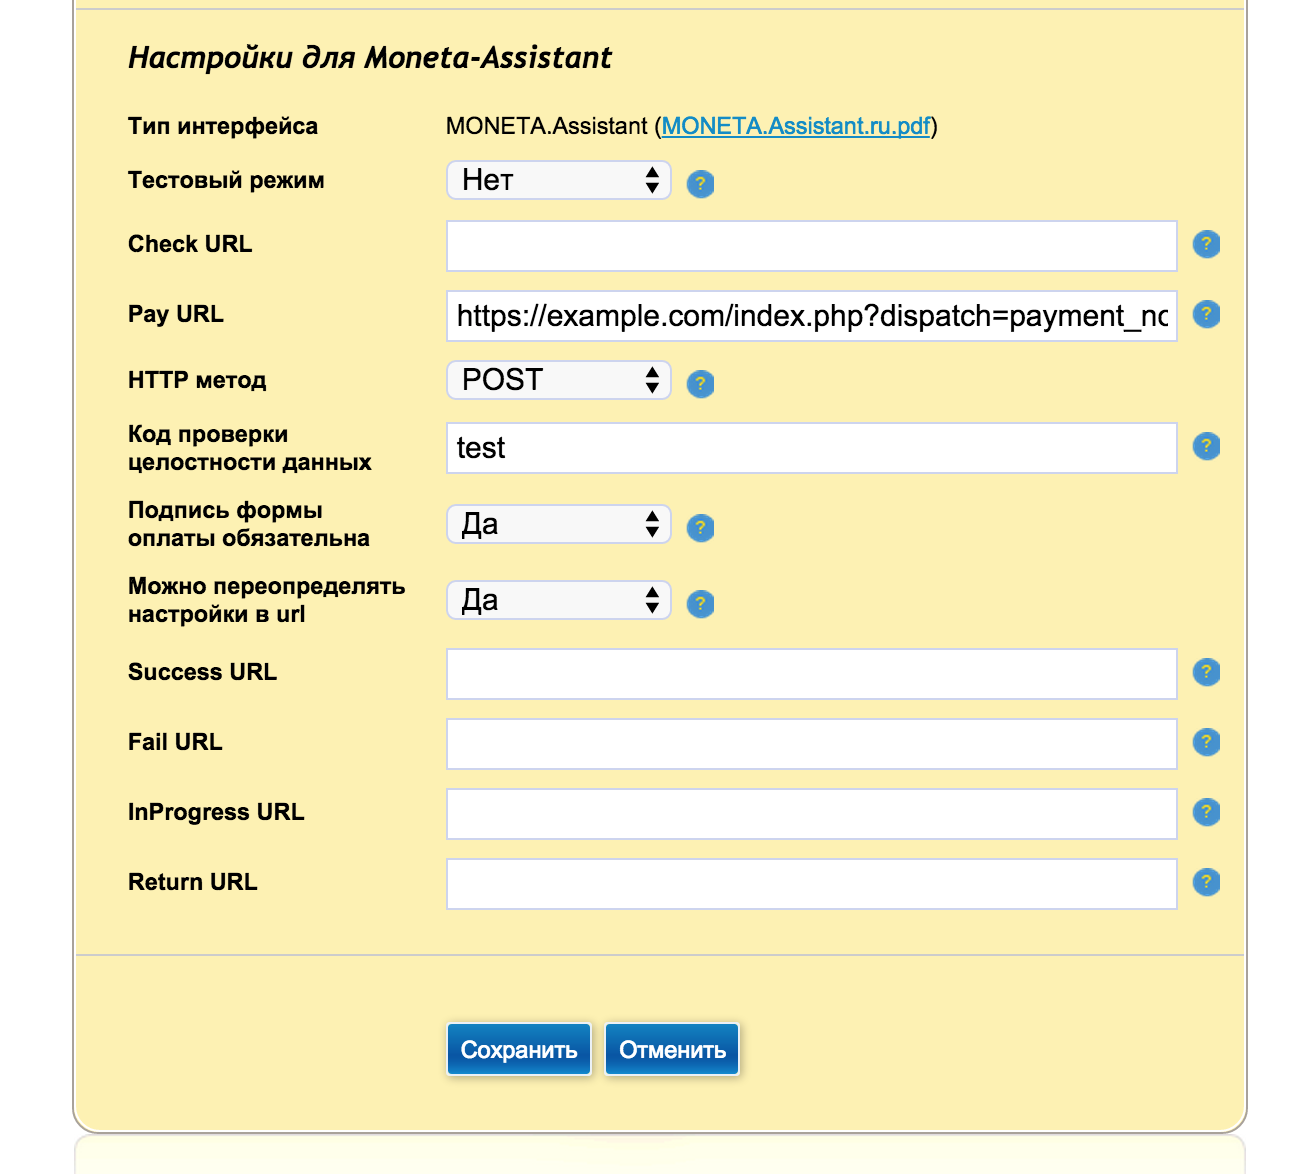 Настройки для Moneta-Assistant
Тип интерфейса MONETA.Assistant (MONETA.Assistant.ru.pdf)
Тестовый режим Нет ?
Check URL ?
Pay URL https://example.com/index.php?dispatch=payment_nc ?
HTTP метод POST ?
Код проверки
целостности данных test ?
Подпись формы
оплаты обязательна Да ?
Можно переопределять
настройки в url Да ?
Success URL ?
Fail URL ?
InProgress URL ?
Return URL ?
Сохранить Отменить